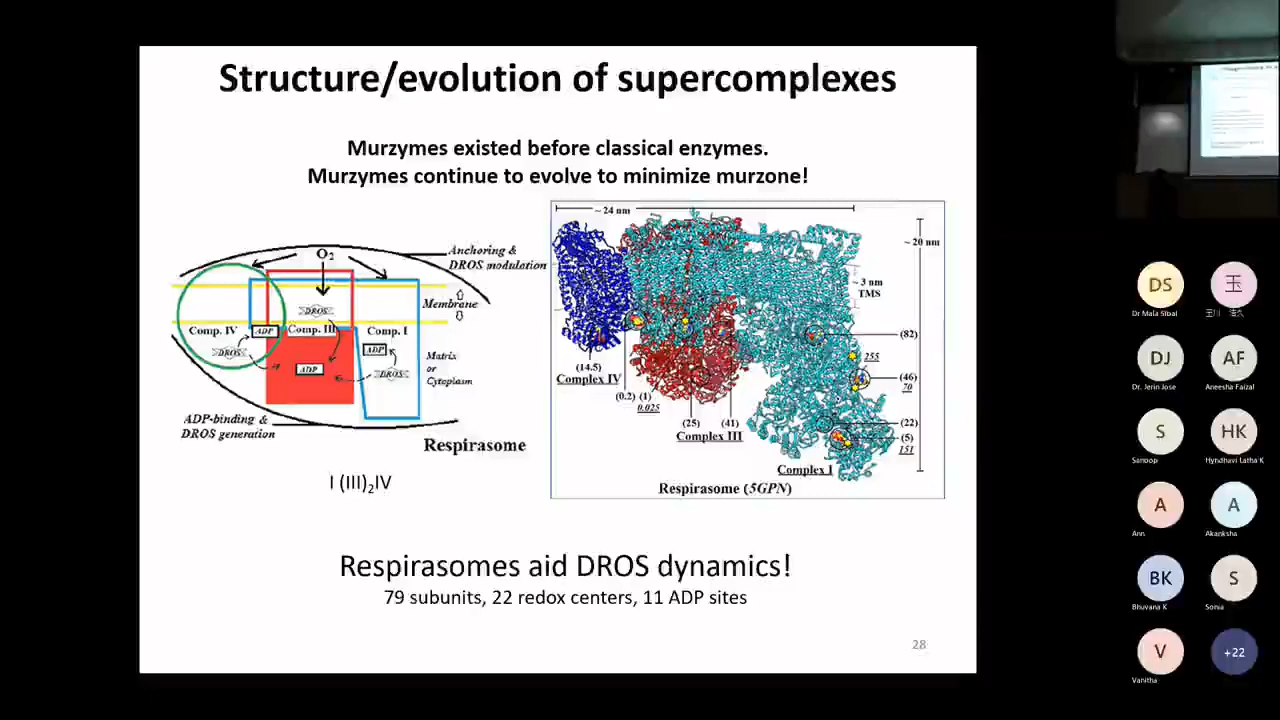 Structure/evolution of supercomplexes
Murzymes existed before classical enzymes.
Murzymes continue to evolve to minimize murzone!
O2
Anchoring &
DROS modulation
Membrane
DROS
Comp. IV
ADP
Comp. III
Comp. I
DROS
ADP
ADP
DROS
Matrix
or
Cytoplasm
ADP-binding &
DROS generation
Respirasome
I (III)2IV
~ 24 nm
~ 20 nm
~ 3 nm
TMS
(82)
255
(46)
70
(14.5)
Complex IV
(0.2) (1)
0.025
(25)
(41)
Complex III
(22)
(5)
151
Complex I
Respirasome (5GPN)
Respirasomes aid DROS dynamics!
79 subunits, 22 redox centers, 11 ADP sites
28
DS
Dr Mala Sibal
玉
DJ
Dr. Jerin Jose
AF
Aneesha Faizal
S
Sanoop
HK
Hyndhavi Latha K
A
Ann
A
Akanksha
BK
Bhuvana K
S
Sonia
V
Vanitha
+22